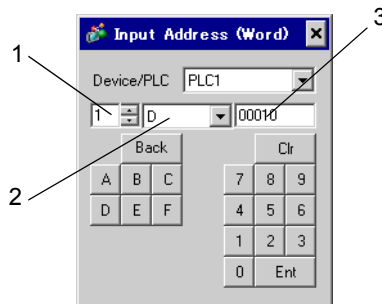 3
1
Input Address (Word)
Device/PLC PLC1
1 D 00010
Back Clr
2
A B C 7 8 9
D E F 4 5 6
1 2 3
0 Ent